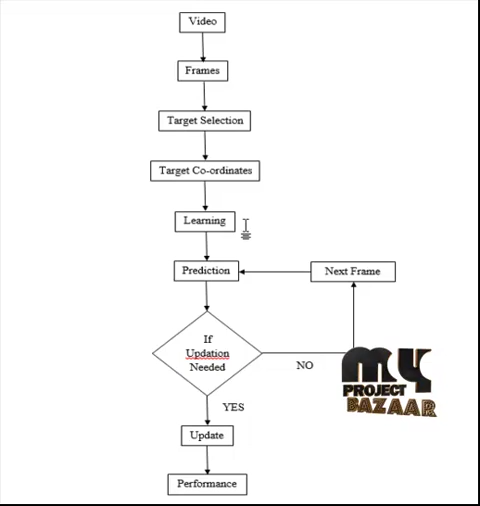 Video
Frames
Target Selection
Target Co-ordinates
Learning
Prediction
Next Frame
If
Updation
Needed
NO
YES
Update
Performance
MY
PROJECT
BAZAAR